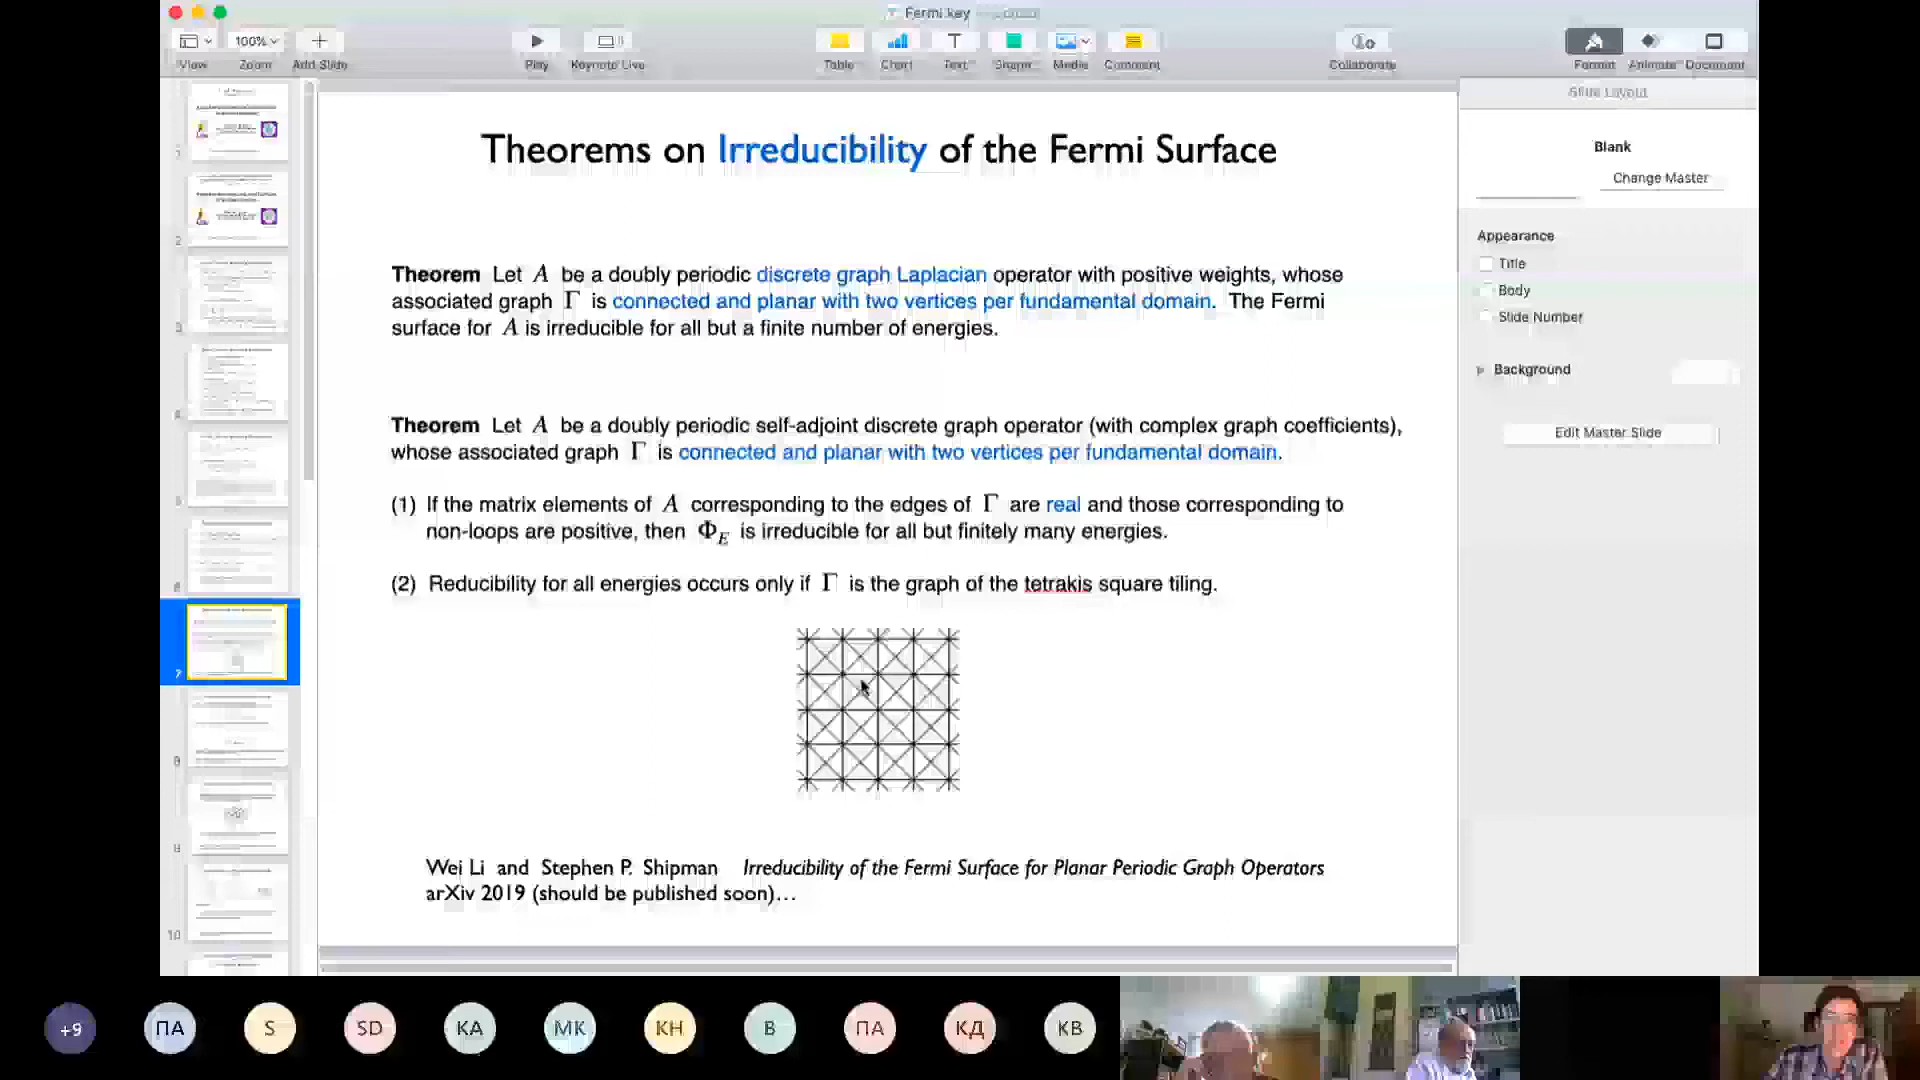 Fermi.key
100%
View
Zoom
Add Slide
Play
Keynote Live
Table
Chart
Text
Shape
Media
Comment
Collaborate
Format
Animate
Document
Slide Layout
Blank
Change Master
Appearance
Title
Body
Slide Number
Background
Edit Master Slide
Theorems on Irreducibility of the Fermi Surface
Theorem Let A be a doubly periodic discrete graph Laplacian operator with positive weights, whose
associated graph Γ is connected and planar with two vertices per fundamental domain. The Fermi
surface for A is irreducible for all but a finite number of energies.
Theorem Let A be a doubly periodic self-adjoint discrete graph operator (with complex graph coefficients),
whose associated graph Γ is connected and planar with two vertices per fundamental domain.
(1) If the matrix elements of A corresponding to the edges of Γ are real and those corresponding to
non-loops are positive, then Φ_E is irreducible for all but finitely many energies.
(2) Reducibility for all energies occurs only if Γ is the graph of the tetrakis square tiling.
Wei Li and Stephen P. Shipman Irreducibility of the Fermi Surface for Planar Periodic Graph Operators
arXiv 2019 (should be published soon)...
7
10
+9
ПА
S
SD
КА
МК
КН
В
ПА
КД
КВ